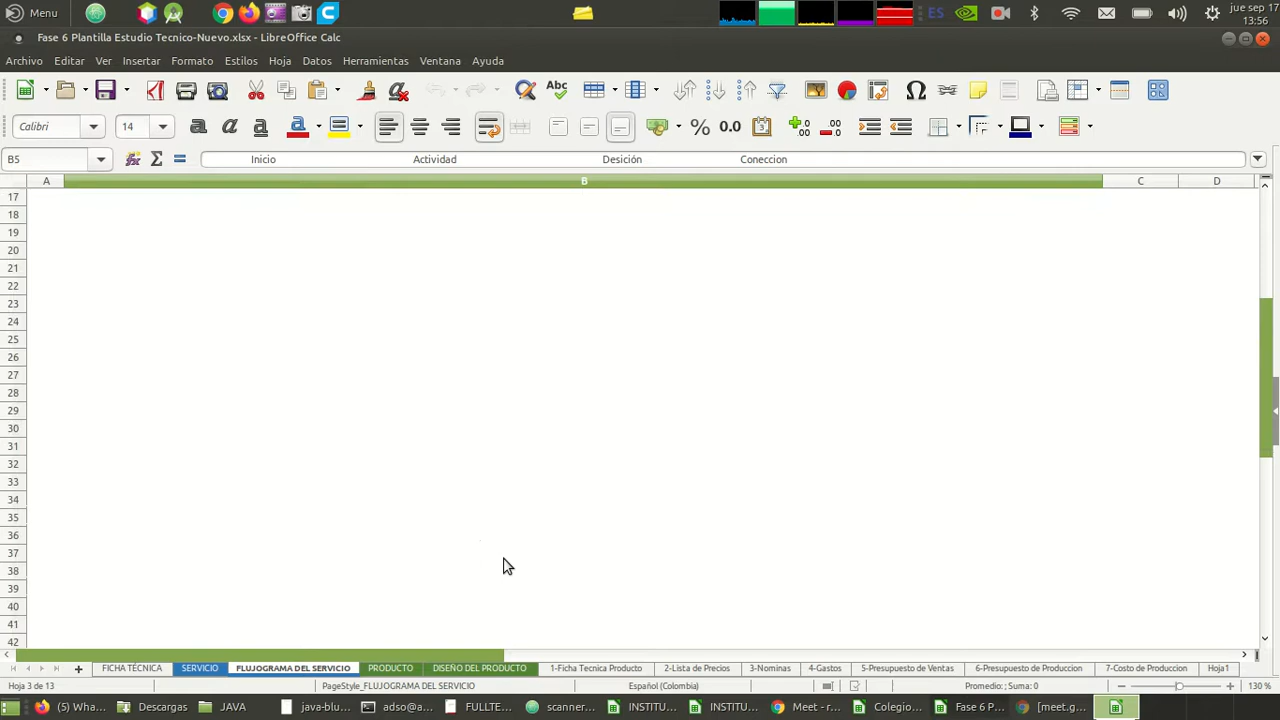 Menu
ES
jue sep 17
13:56
Fase 6 Plantilla Estudio Tecnico-Nuevo.xlsx - LibreOffice Calc
Archivo Editar Ver Insertar Formato Estilos Hoja Datos Herramientas Ventana Ayuda
Abc
Calibri 14 a a a a % 0.0
B5 Inicio Actividad Desición Coneccion
A B C D
17
18
19
20
21
22
23
24
25
26
27
28
29
30
31
32
33
34
35
36
37
38
39
40
41
42
FICHA TÉCNICA SERVICIO FLUJOGRAMA DEL SERVICIO PRODUCTO DISEÑO DEL PRODUCTO 1-Ficha Tecnica Producto 2-Lista de Precios 3-Nominas 4-Gastos 5-Presupuesto de Ventas 6-Presupuesto de Produccion 7-Costo de Produccion Hoja1
Hoja 3 de 13 PageStyle_FLUJOGRAMA DEL SERVICIO Español (Colombia) Promedio: ; Suma: 0 130 %
(5) Wha... Descargas JAVA java-blu... adso@a... FULLTE... scanner... INSTITU... INSTITU... Meet - r... Colegio... Fase 6 P... [meet.g...